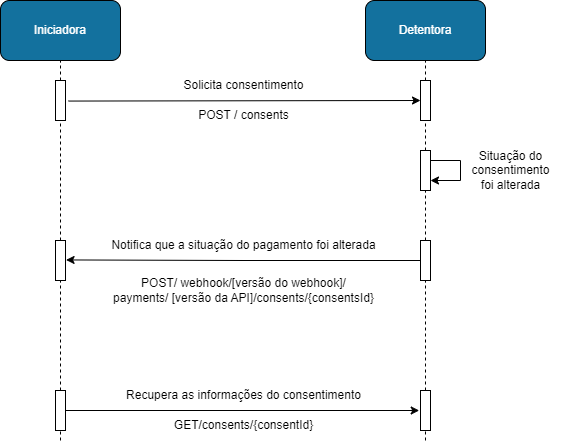 Iniciadora
Detentora
Solicita consentimento
POST / consents
Situação do
consentimento
foi alterada
Notifica que a situação do pagamento foi alterada
POST/ webhook/[versão do webhook]/
payments/ [versão da API]/consents/{consentsId}
Recupera as informações do consentimento
GET/consents/{consentId}